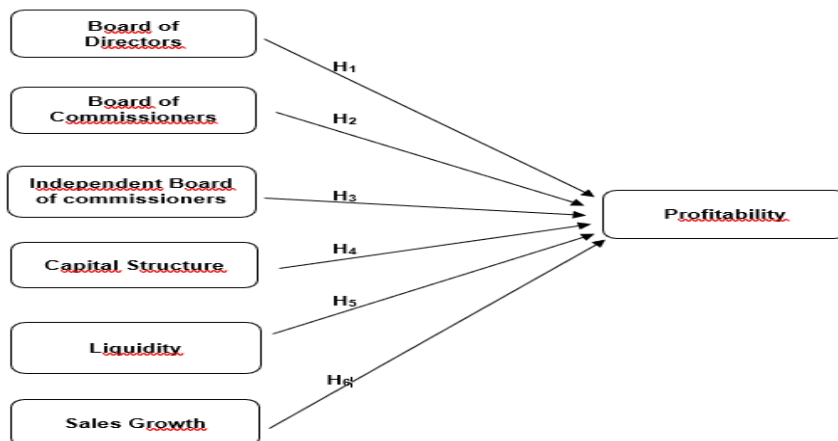 Board of
Directors
H1
Board of
Commissioners
H2
Independent Board
of commissioners
H3
Profitability
Capital Structure
H4
Liquidity
H5
Sales Growth
H6